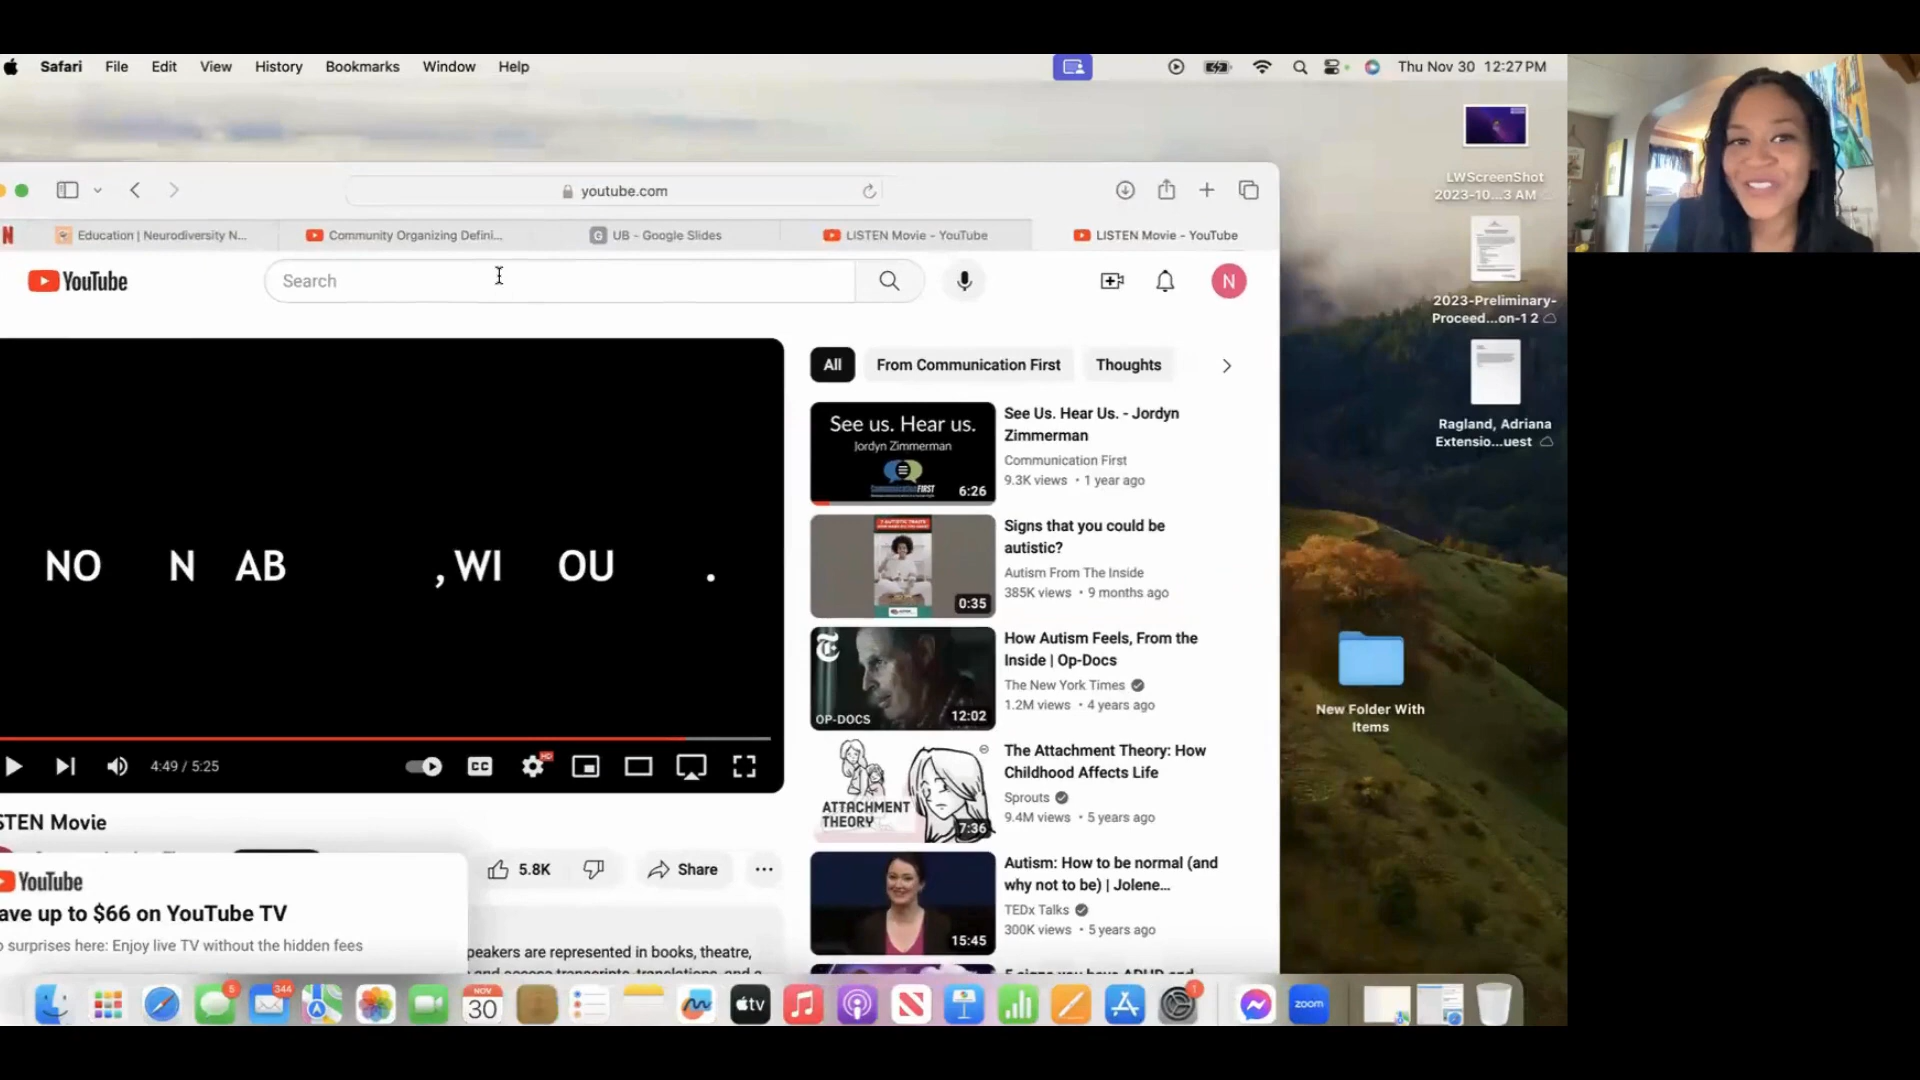 Safari File Edit View History Bookmarks Window Help
Thu Nov 30 12:27 PM
youtube.com
Education | Neurodiversity N...
Community Organizing Defini...
G UB - Google Slides
LISTEN Movie - YouTube
LISTEN Movie - YouTube
YouTube
Search
N
NO N AB , WI OU .
4:49 / 5:25
CC
HD
STEN Movie
5.8K
Share
YouTube
ave up to $66 on YouTube TV
o surprises here: Enjoy live TV without the hidden fees
peakers are represented in books, theatre,
All
From Communication First
Thoughts
See us. Hear us.
Jordyn Zimmerman
COMMUNICATIONFIRST
6:26
See Us. Hear Us. - Jordyn
Zimmerman
Communication First
9.3K views • 1 year ago
0:35
Signs that you could be
autistic?
Autism From The Inside
385K views • 9 months ago
OP-DOCS
12:02
How Autism Feels, From the
Inside | Op-Docs
The New York Times
1.2M views • 4 years ago
ATTACHMENT
THEORY
7:36
The Attachment Theory: How
Childhood Affects Life
Sprouts
9.4M views • 5 years ago
15:45
Autism: How to be normal (and
why not to be) | Jolene...
TEDx Talks
300K views • 5 years ago
LWScreenShot
2023-10...3 AM
2023-Preliminary-
Proceed...on-1 2
Ragland, Adriana
Extensio...uest
New Folder With
Items
5
344
NOV
30
tv
1
zoom